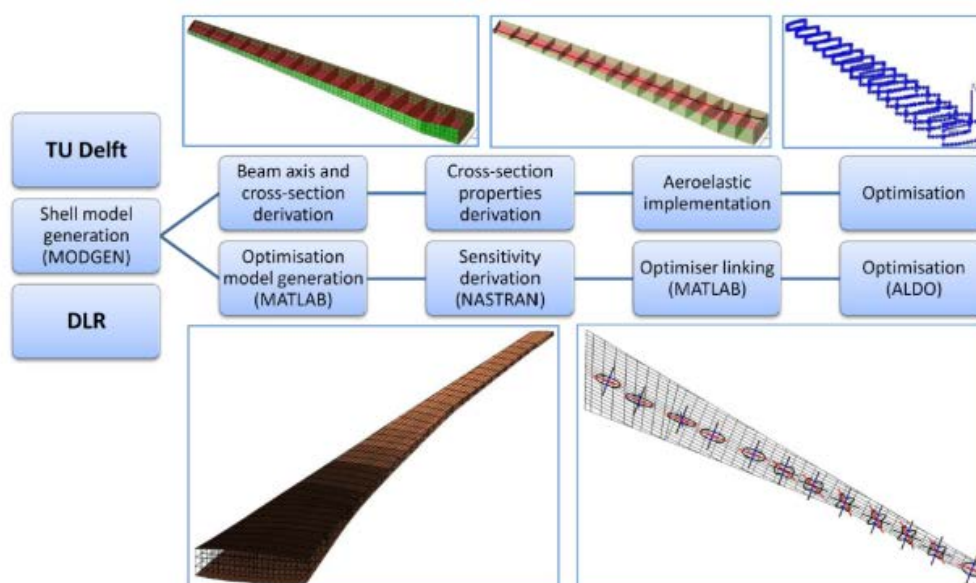 TU Delft
Shell model
generation
(MODGEN)
DLR
Beam axis and
cross-section
derivation
Cross-section
properties
derivation
Aeroelastic
implementation
Optimisation
Optimisation
model generation
(MATLAB)
Sensitivity
derivation
(NASTRAN)
Optimiser linking
(MATLAB)
Optimisation
(ALDO)